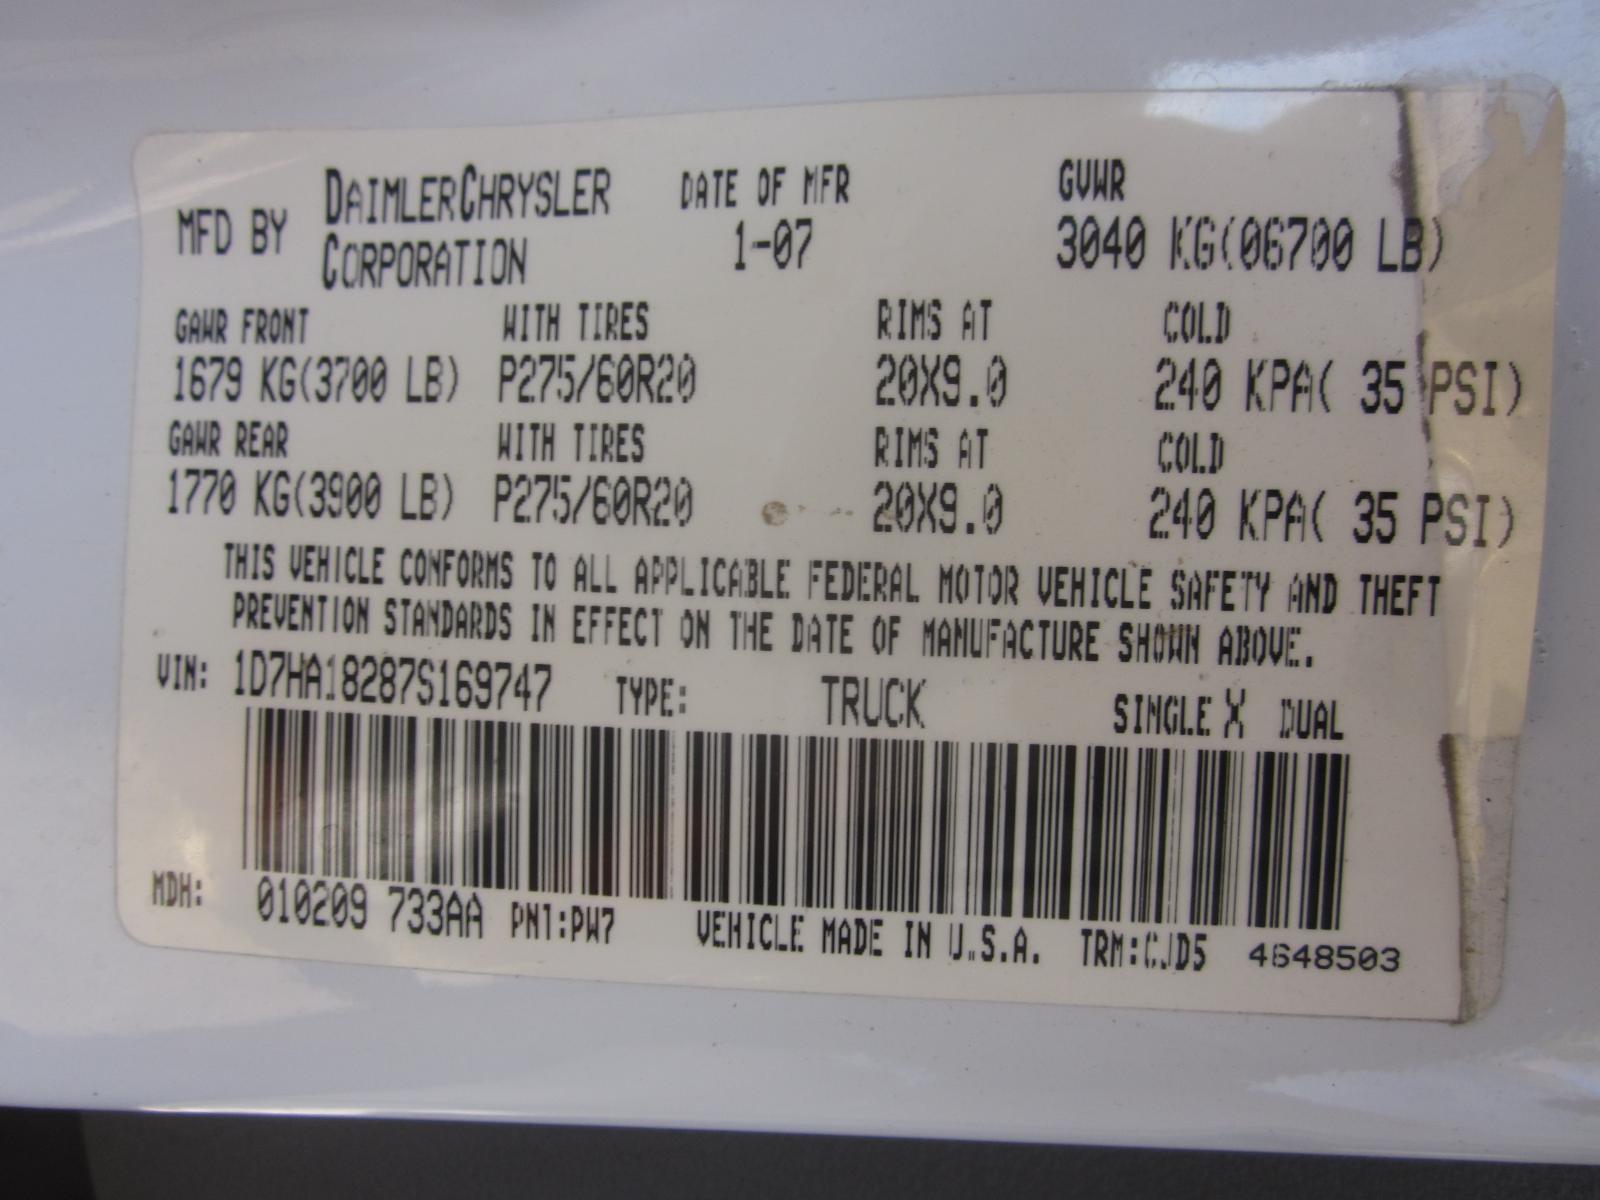 MFD BY DAIMLERCHRYSLER CORPORATION DATE OF MFR 1-07 GVWR 3040 KG(06700 LB)
GAWR FRONT WITH TIRES RIMS AT COLD
1679 KG(3700 LB) P275/60R20 20X9.0 240 KPA( 35 PSI)
GAWR REAR WITH TIRES RIMS AT COLD
1770 KG(3900 LB) P275/60R20 20X9.0 240 KPA( 35 PSI)
THIS VEHICLE CONFORMS TO ALL APPLICABLE FEDERAL MOTOR VEHICLE SAFETY AND THEFT
PREVENTION STANDARDS IN EFFECT ON THE DATE OF MANUFACTURE SHOWN ABOVE.
VIN: 1D7HA18287S169747 TYPE: TRUCK SINGLE X DUAL
MDH: 010209 733AA PNT:PW7 VEHICLE MADE IN U.S.A. TRM:CJD5 4648503